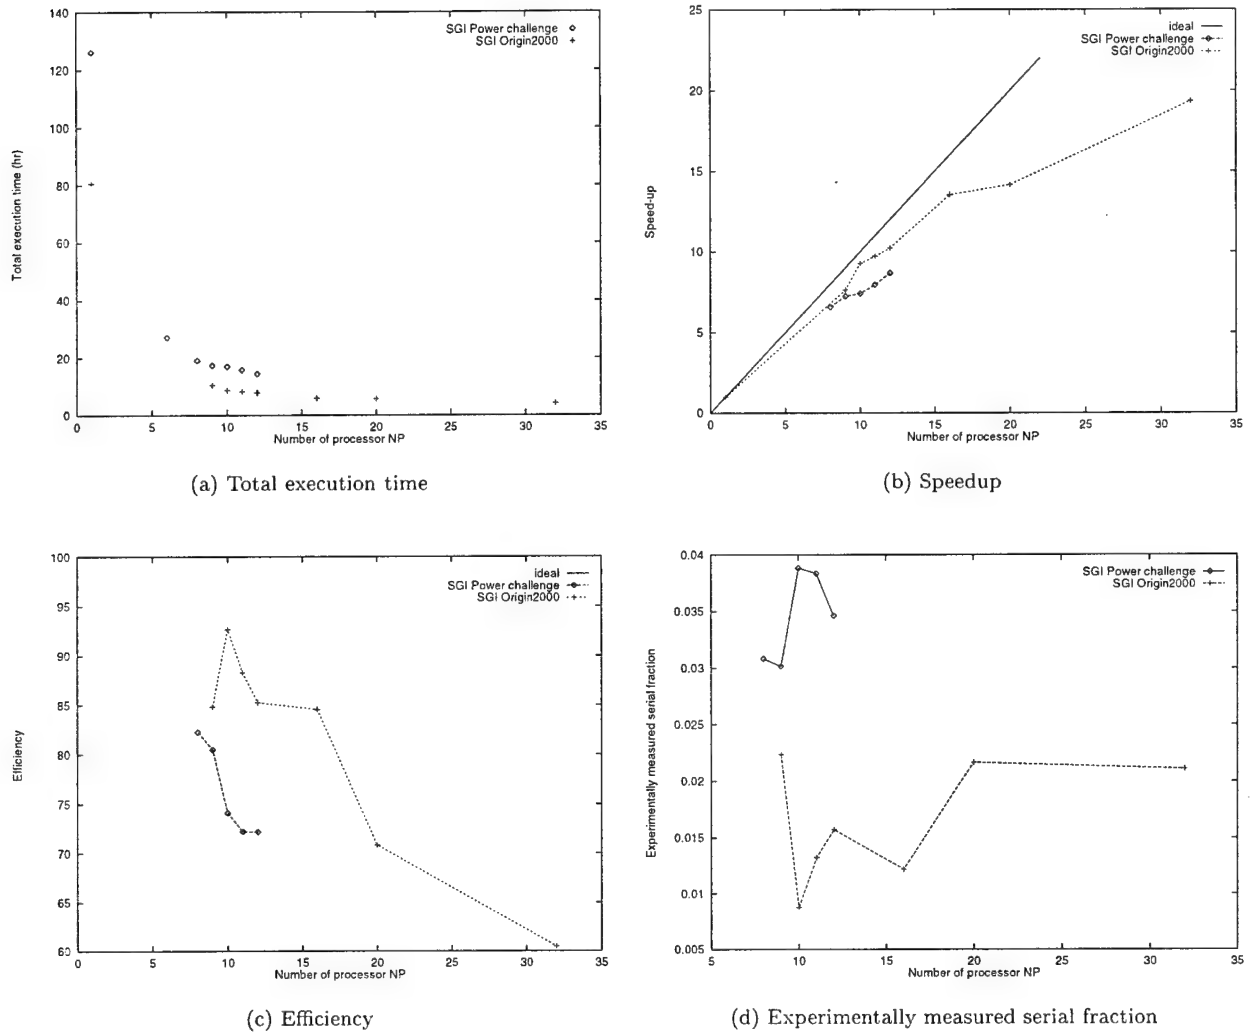 140
120
100
80
60
40
20
0
0 5 10 15 20 25 30 35
Total execution time (hr)
Number of processor NP
SGI Power challenge
SGI Origin2000
(a) Total execution time
25
20
15
10
5
0
0 5 10 15 20 25 30 35
Speed-up
Number of processor NP
ideal
SGI Power challenge
SGI Origin2000
(b) Speedup
100
95
90
85
80
75
70
65
60
0 5 10 15 20 25 30 35
Efficiency
Number of processor NP
ideal
SGI Power challenge
SGI Origin2000
(c) Efficiency
0.04
0.035
0.03
0.025
0.02
0.015
0.01
0.005
5 10 15 20 25 30 35
Experimentally measured serial fraction
Number of processor NP
SGI Power challenge
SGI Origin2000
(d) Experimentally measured serial fraction